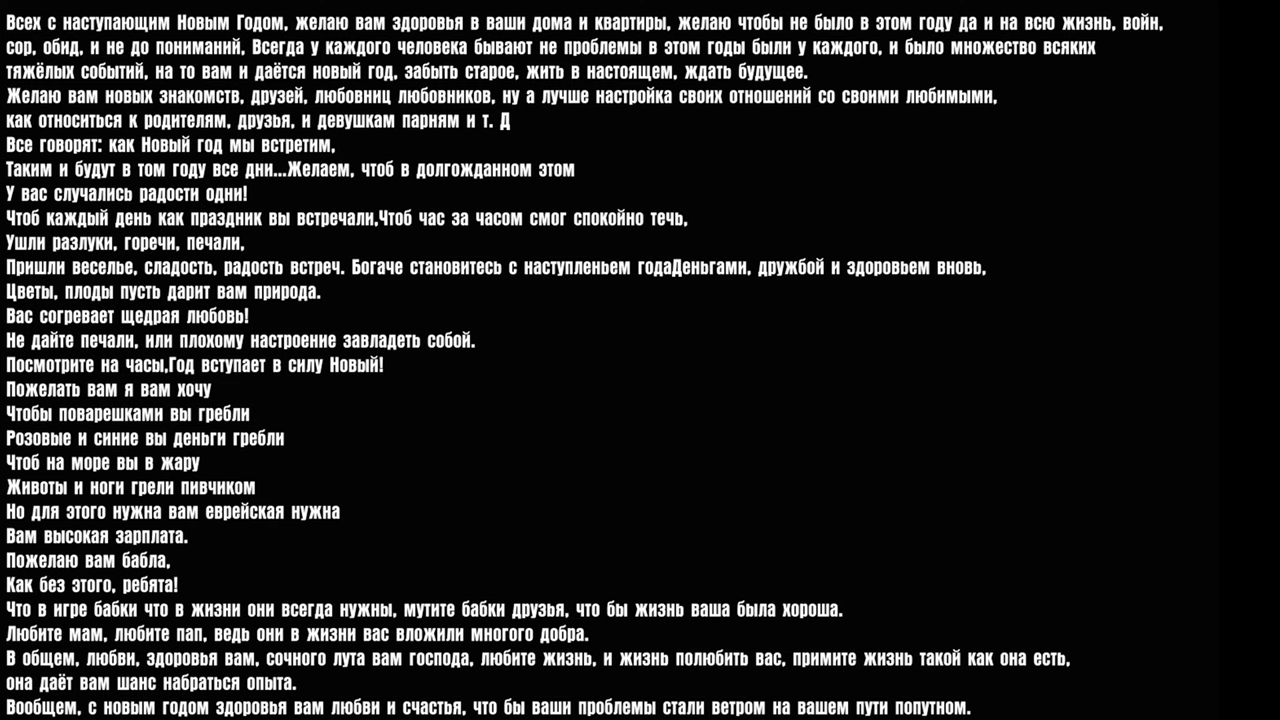 Всех с наступающим Новым Годом, желаю вам здоровья в ваши дома и квартиры, желаю чтобы не было в этом году да и на всю жизнь, войн,
сор, обид, и не до пониманий, Всегда у каждого человека бывают не проблемы в этом годы были у каждого, и было множество всяких
тяжёлых событий, на то вам и даётся новый год, забыть старое, жить в настоящем, ждать будущее.
Желаю вам новых знакомств, друзей, любовниц любовников, ну а лучше настройка своих отношений со своими любимыми,
как относиться к родителям, друзья, и девушкам парням и т. Д
Все говорят: как Новый год мы встретим,
Таким и будут в том году все дни...Желаем, чтоб в долгожданном этом
У вас случались радости одни!
Чтоб каждый день как праздник вы встречали,Чтоб час за часом смог спокойно течь,
Ушли разлуки, горечи, печали,
Пришли веселье, сладость, радость встреч. Богаче становитесь с наступленьем годаДеньгами, дружбой и здоровьем вновь,
Цветы, плоды пусть дарит вам природа.
Вас согревает щедрая любовь!
Не дайте печали, или плохому настроение завладеть собой.
Посмотрите на часы,Год вступает в силу Новый!
Пожелать вам я вам хочу
Чтобы поварешками вы гребли
Розовые и синие вы деньги гребли
Чтоб на море вы в жару
Животы и ноги грели пивчиком
Но для этого нужна вам еврейская нужна
Вам высокая зарплата.
Пожелаю вам бабла,
Как без этого, ребята!
Что в игре бабки что в жизни они всегда нужны, мутите бабки друзья, что бы жизнь ваша была хороша.
Любите мам, любите пап, ведь они в жизни вас вложили многого добра.
В общем, любви, здоровья вам, сочного лута вам господа, любите жизнь, и жизнь полюбить вас, примите жизнь такой как она есть,
она даёт вам шанс набраться опыта.
Вообщем, с новым годом здоровья вам любви и счастья, что бы ваши проблемы стали ветром на вашем пути попутном.